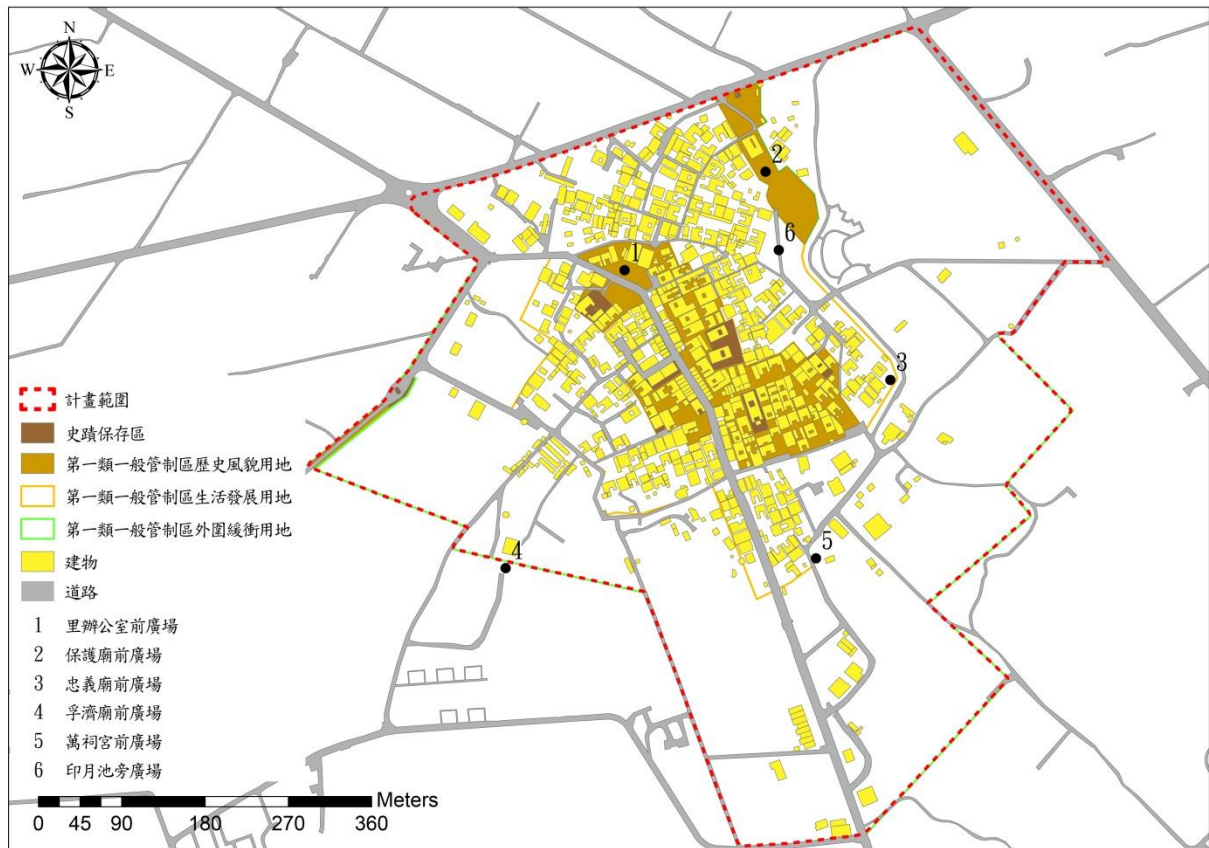 N
W E
S
2
6
1
3
4
5
計畫範圍
史蹟保存區
第一類一般管制區歷史風貌用地
第一類一般管制區生活發展用地
第一類一般管制區外圍緩衝用地
建物
道路
1 里辦公室前廣場
2 保護廟前廣場
3 忠義廟前廣場
4 孚濟廟前廣場
5 萬祠宮前廣場
6 印月池旁廣場
Meters
0 45 90 180 270 360